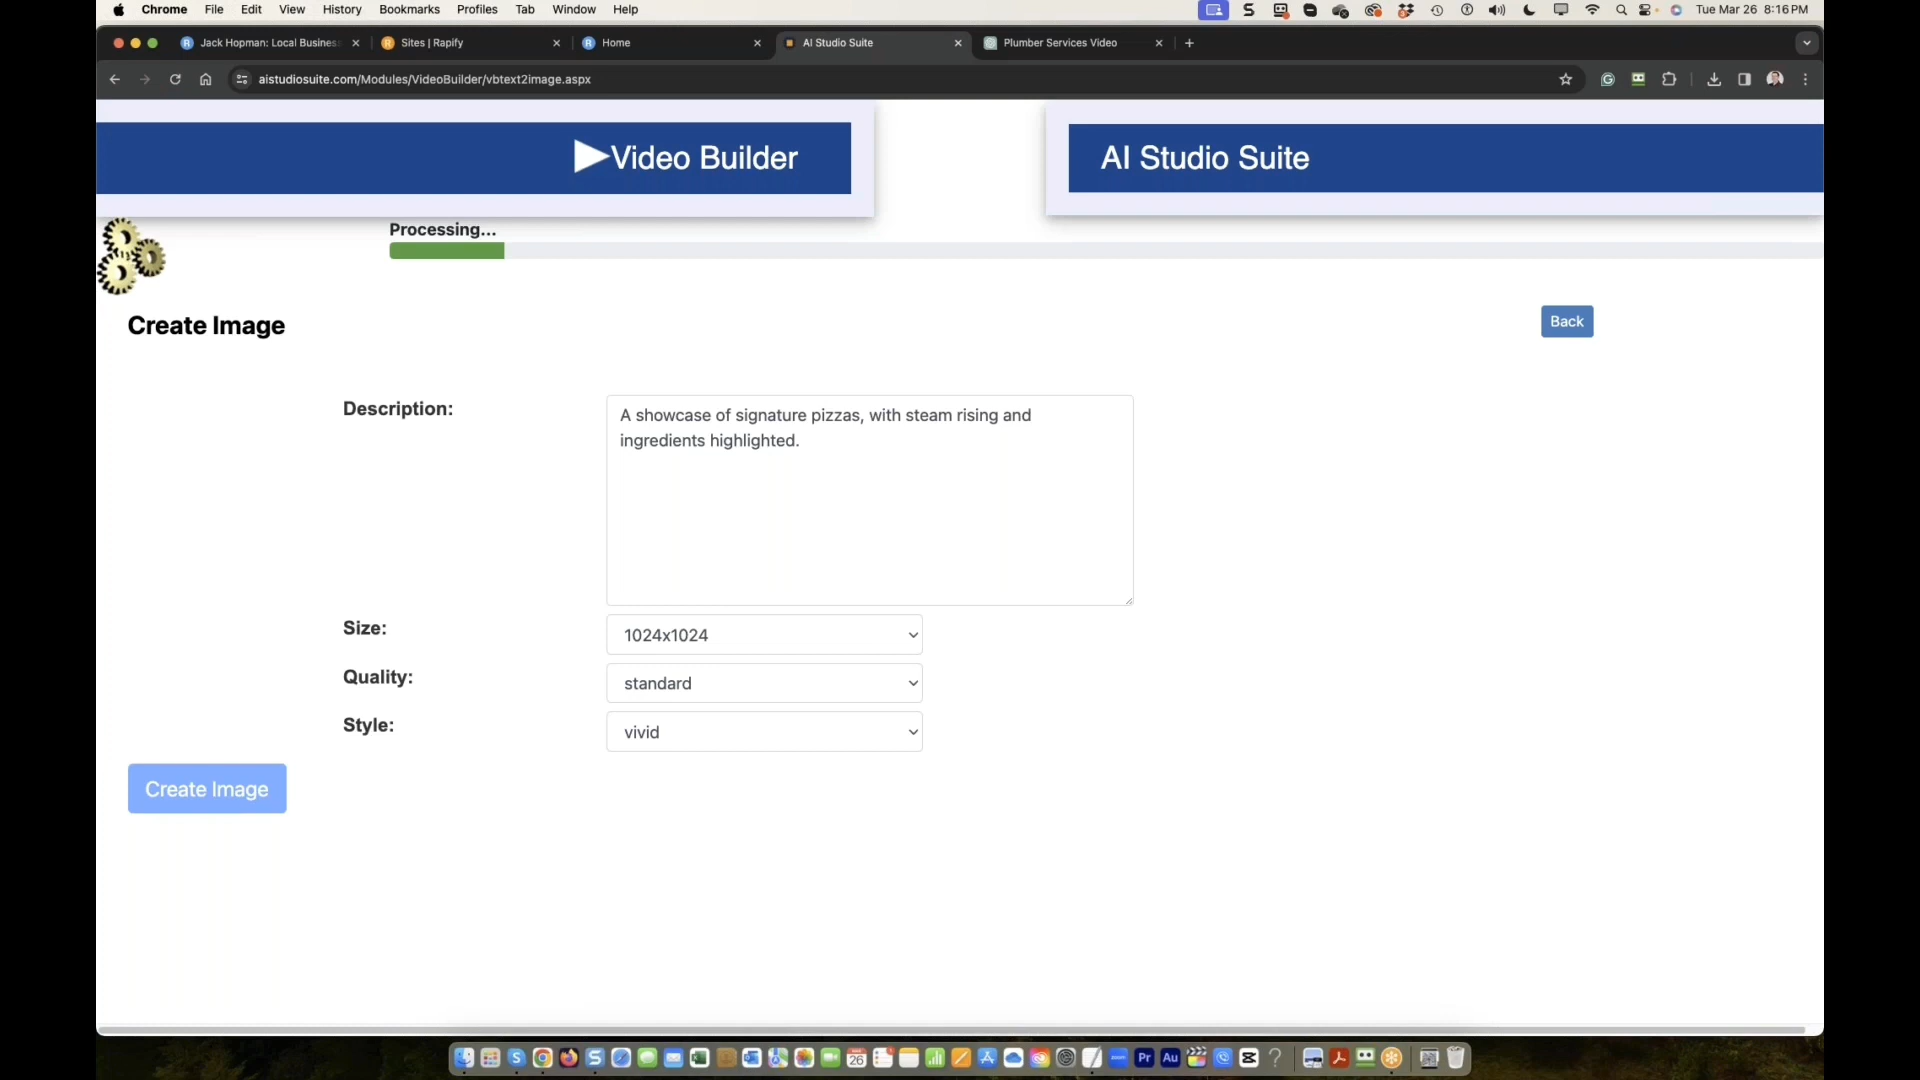 Chrome File Edit View History Bookmarks Profiles Tab Window Help Tue Mar 26 8:16 PM
Jack Hopman: Local Busines Sites | Rapify Home AI Studio Suite Plumber Services Video
aistudiosuite.com/Modules/VideoBuilder/vbtext2image.aspx
Video Builder
AI Studio Suite
Processing...
Create Image
Back
Description:
A showcase of signature pizzas, with steam rising and
ingredients highlighted.
Size:
1024x1024
Quality:
standard
Style:
vivid
Create Image
26
Pr Au